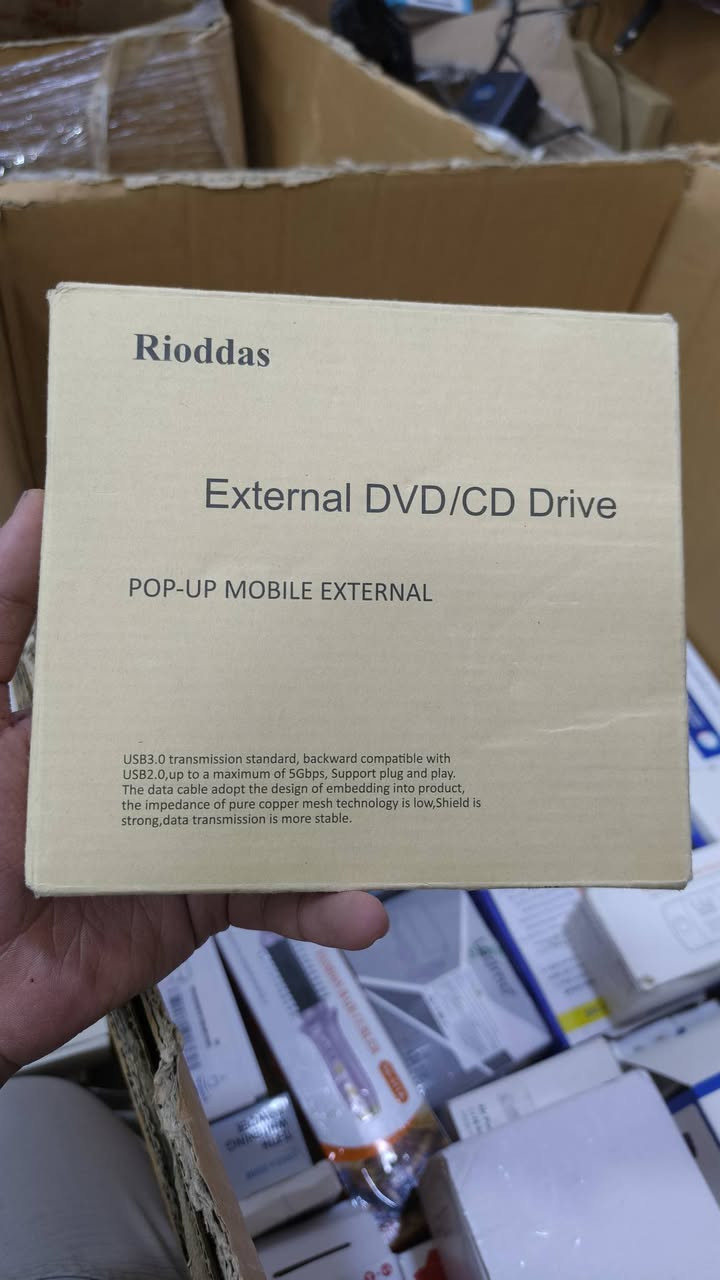 Rioddas
External DVD/CD Drive
POP-UP MOBILE EXTERNAL
USB3.0 transmission standard, backward compatible with
USB2.0,up to a maximum of 5Gbps, Support plug and play.
The data cable adopt the design of embedding into product,
the impedance of pure copper mesh technology is low,Shield is
strong,data transmission is more stable.